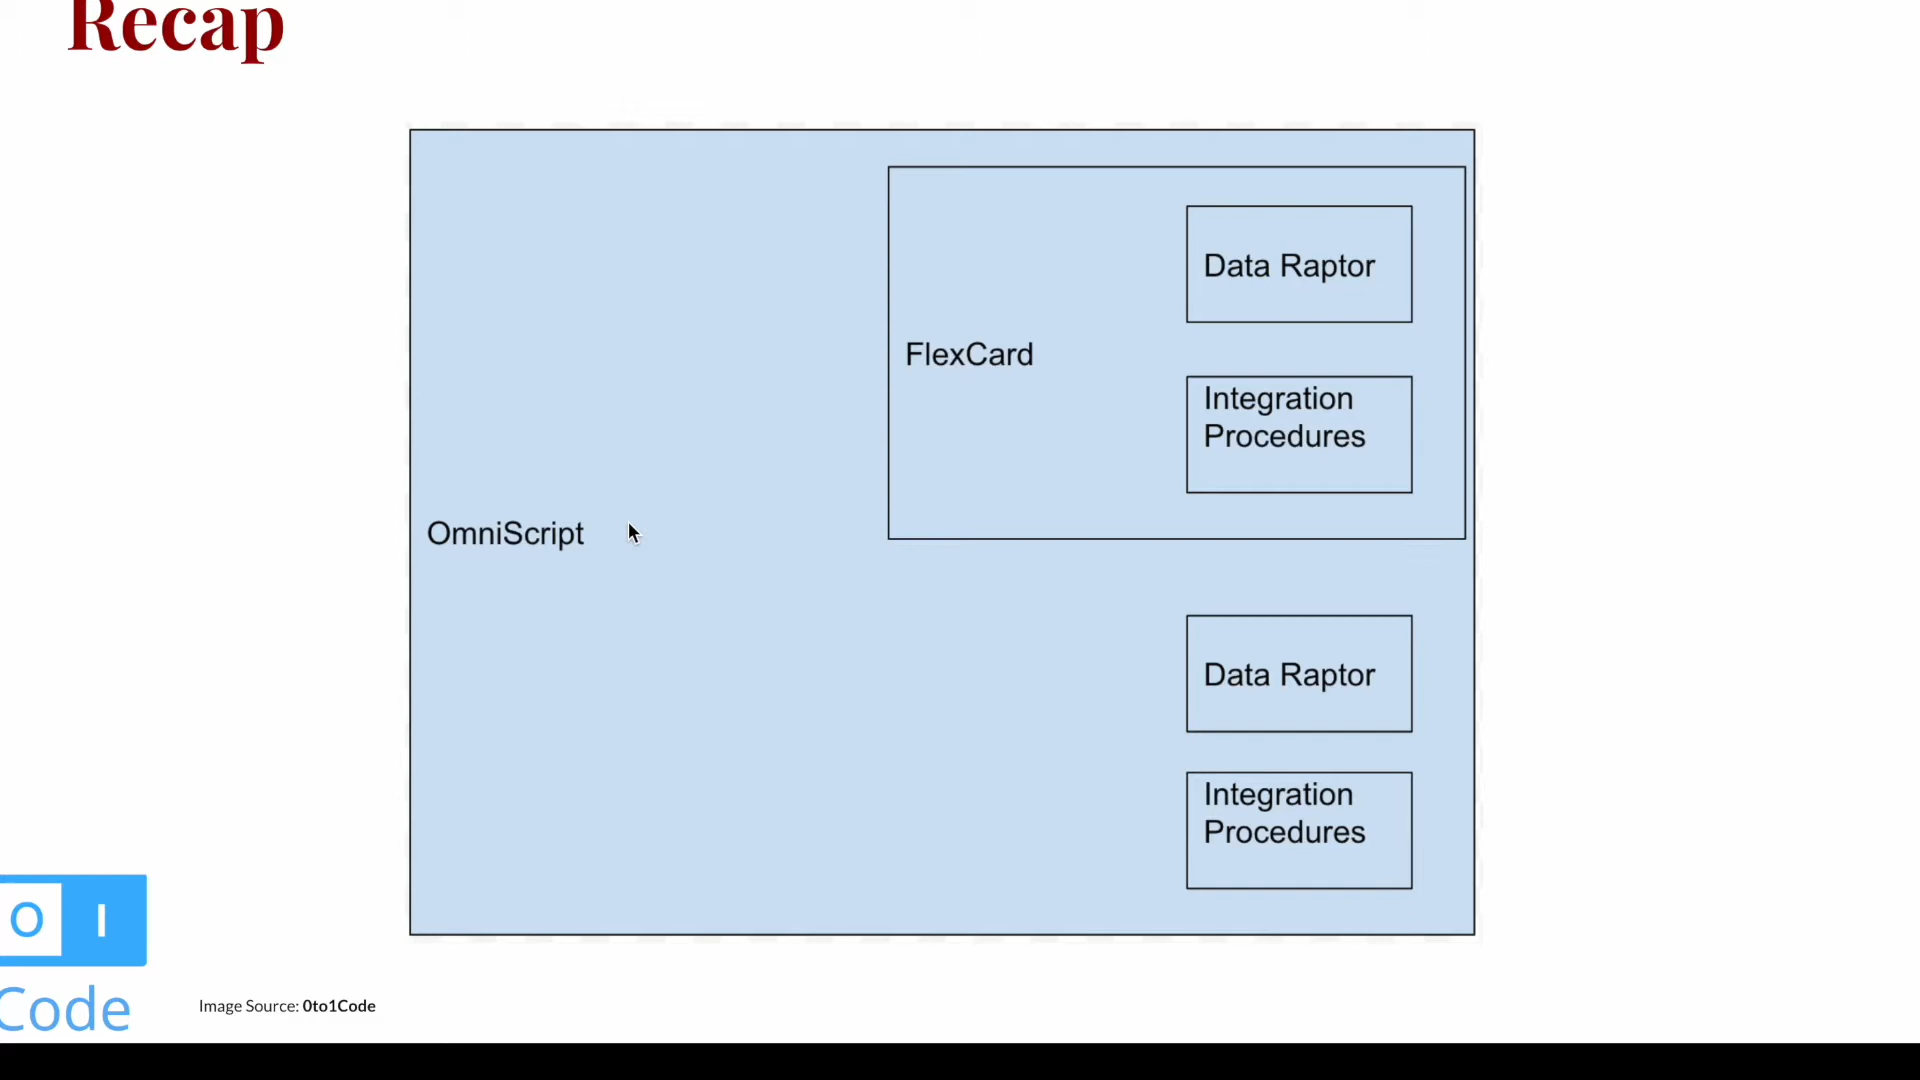 Recap
Data Raptor
FlexCard
Integration
Procedures
OmniScript
Data Raptor
Integration
Procedures
O I
Code
Image Source: 0to1Code